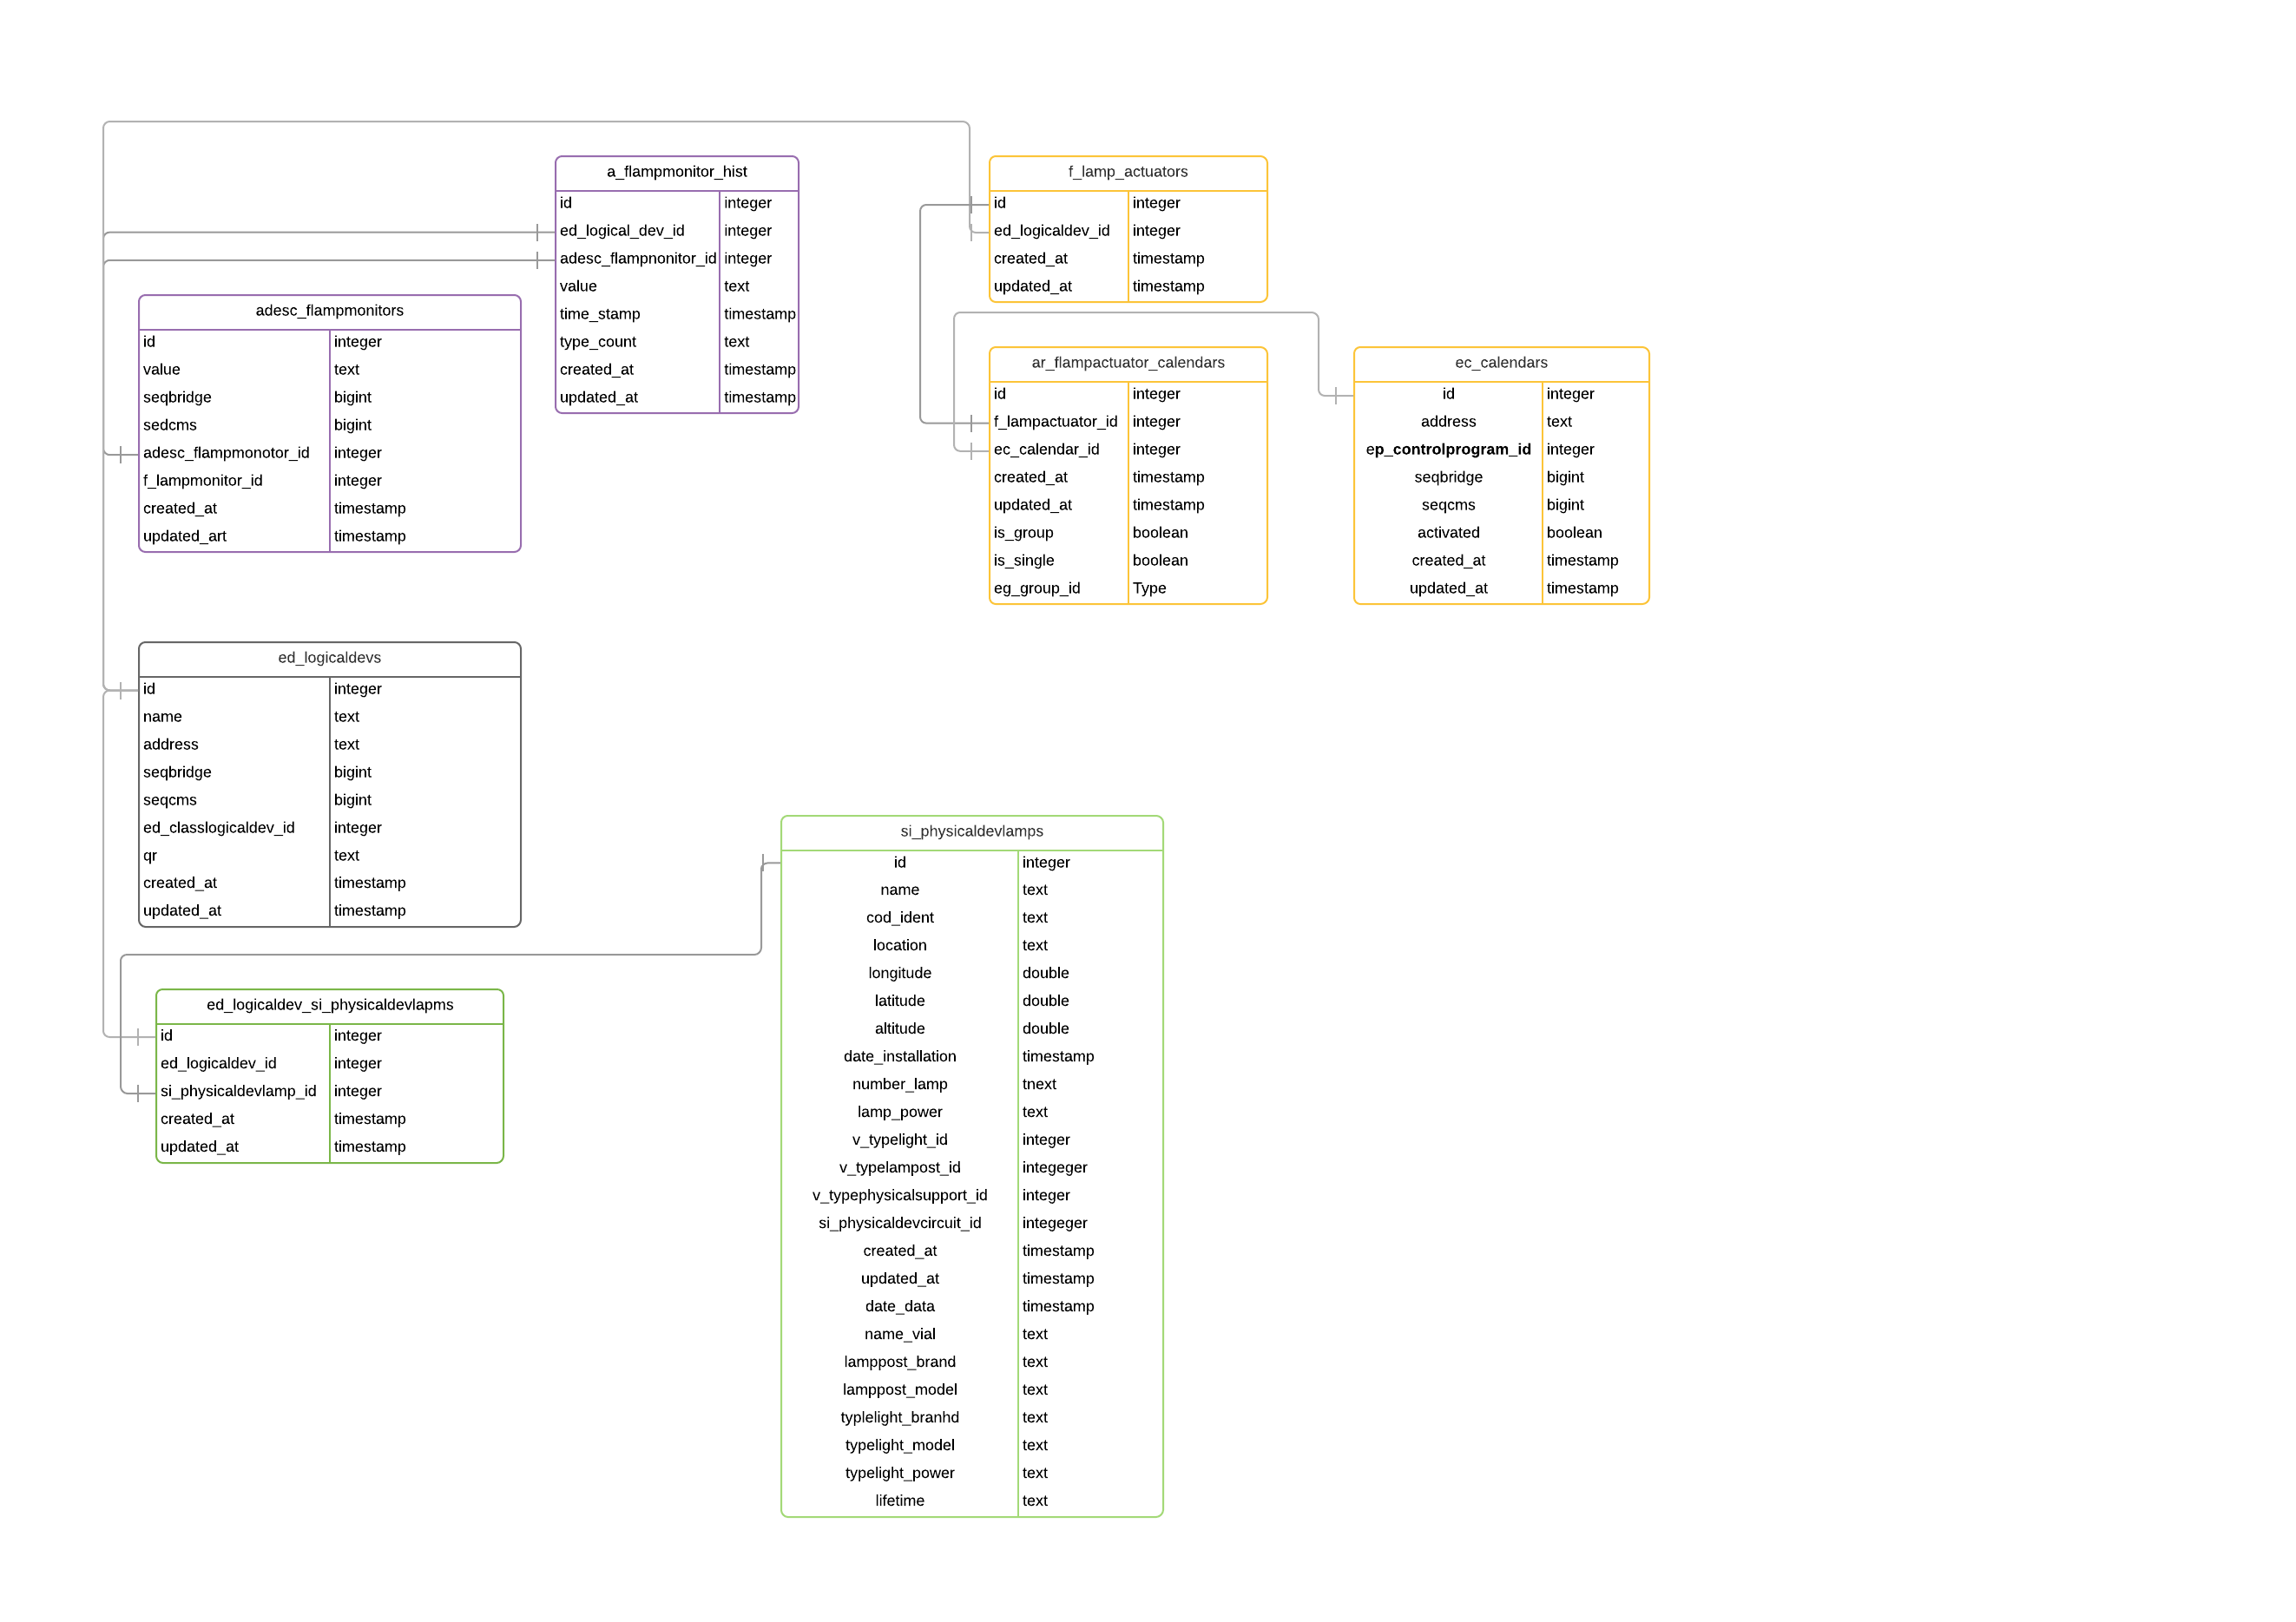 a_flampmonitor_hist
id integer
ed_logical_dev_id integer
adesc_flampnonitor_id integer
value text
time_stamp timestamp
type_count text
created_at timestamp
updated_at timestamp
f_lamp_actuators
id integer
ed_logicaldev_id integer
created_at timestamp
updated_at timestamp
adesc_flampmonitors
id integer
value text
seqbridge bigint
sedcms bigint
adesc_flampmonotor_id integer
f_lampmonitor_id integer
created_at timestamp
updated_art timestamp
ar_flampactuator_calendars
id integer
f_lampactuator_id integer
ec_calendar_id integer
created_at timestamp
updated_at timestamp
is_group boolean
is_single boolean
eg_group_id Type
ec_calendars
id integer
address text
ep_controlprogram_id integer
seqbridge bigint
seqcms bigint
activated boolean
created_at timestamp
updated_at timestamp
ed_logicaldevs
id integer
name text
address text
seqbridge bigint
seqcms bigint
ed_classlogicaldev_id integer
qr text
created_at timestamp
updated_at timestamp
si_physicaldevlamps
id integer
name text
cod_ident text
location text
longitude double
latitude double
altitude double
date_installation timestamp
number_lamp tnext
lamp_power text
v_typelight_id integer
v_typelampost_id integeger
v_typephysicalsupport_id integer
si_physicaldevcircuit_id integeger
created_at timestamp
updated_at timestamp
date_data timestamp
name_vial text
lamppost_brand text
lamppost_model text
typlelight_branhd text
typelight_model text
typelight_power text
lifetime text
ed_logicaldev_si_physicaldevlapms
id integer
ed_logicaldev_id integer
si_physicaldevlamp_id integer
created_at timestamp
updated_at timestamp